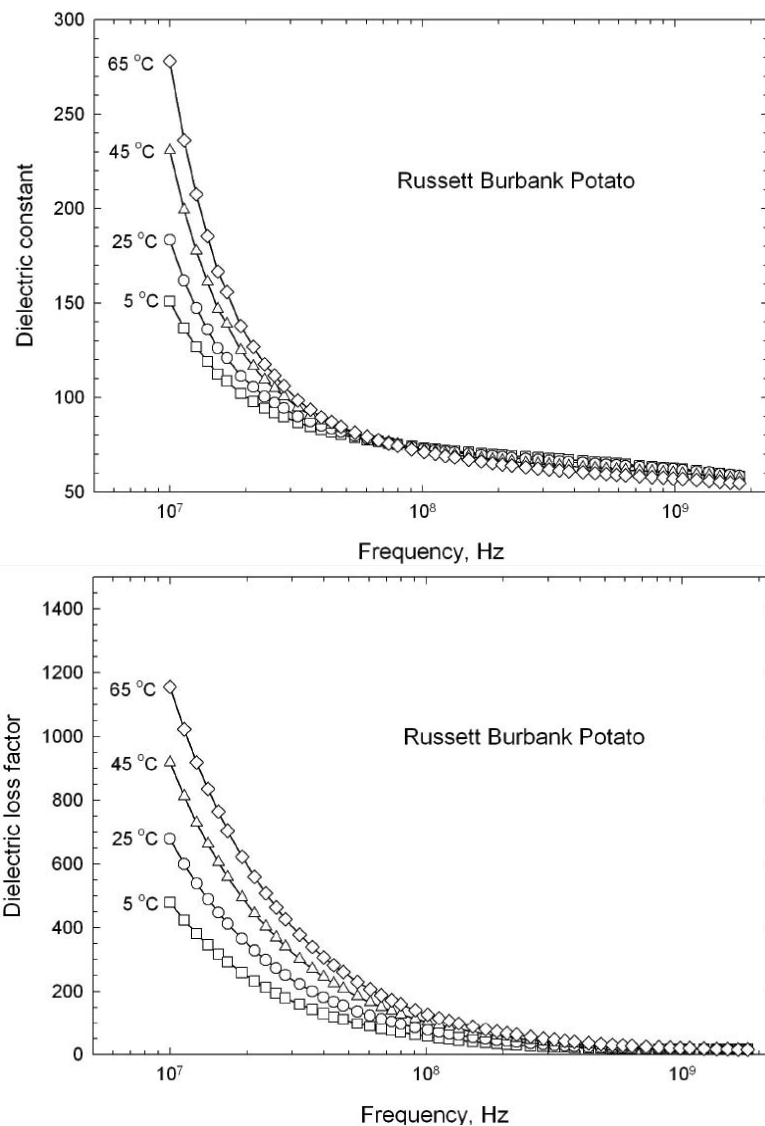 300
250
200
150
100
50
Dielectric constant
65 °C
45 °C
25 °C
5 °C
Russett Burbank Potato
10⁷
10⁸
10⁹
Frequency, Hz
1400
1200
1000
800
600
400
200
0
Dielectric loss factor
65 °C
45 °C
25 °C
5 °C
Russett Burbank Potato
10⁷
10⁸
10⁹
Frequency, Hz